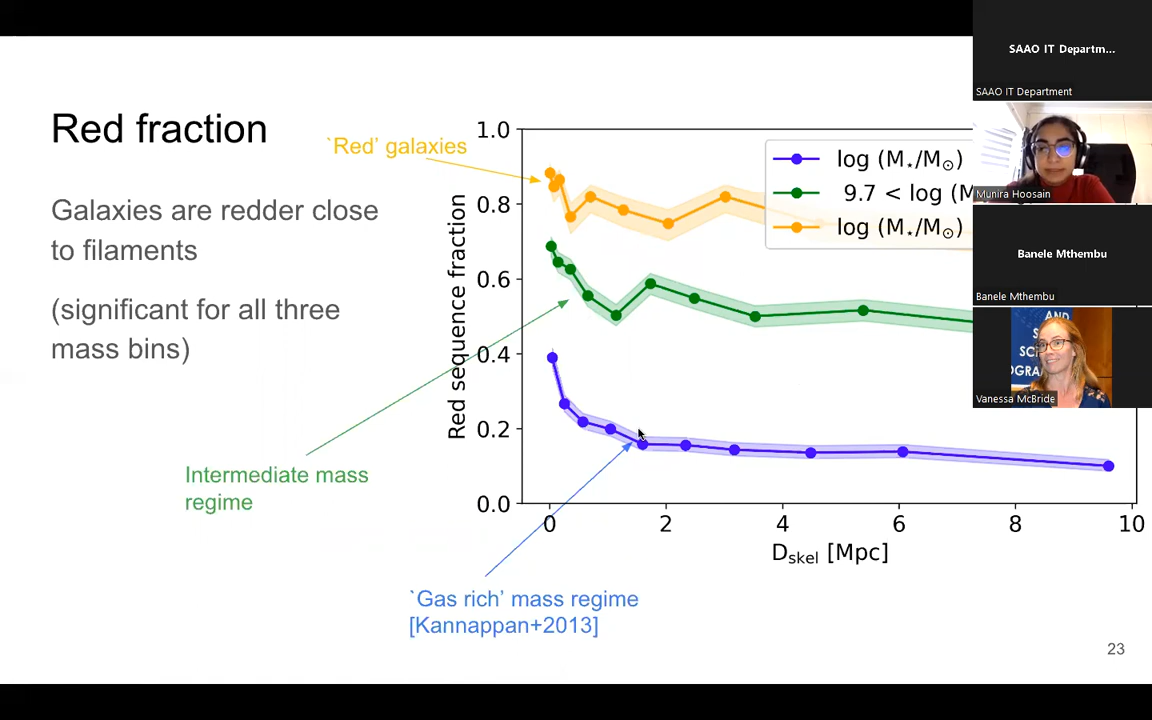 Red fraction
Galaxies are redder close
to filaments
(significant for all three
mass bins)
`Red' galaxies
Intermediate mass
regime
`Gas rich' mass regime
[Kannappan+2013]
Red sequence fraction
1.0
0.8
0.6
0.4
0.2
0.0
0 2 4 6 8 10
D_skel [Mpc]
log (M⋆/M⊙)
9.7 < log (M
log (M⋆/M⊙)
23
SAAO IT Departm...
SAAO IT Department
Munira Hoosain
Banele Mthembu
Banele Mthembu
AND
Vanessa McBride